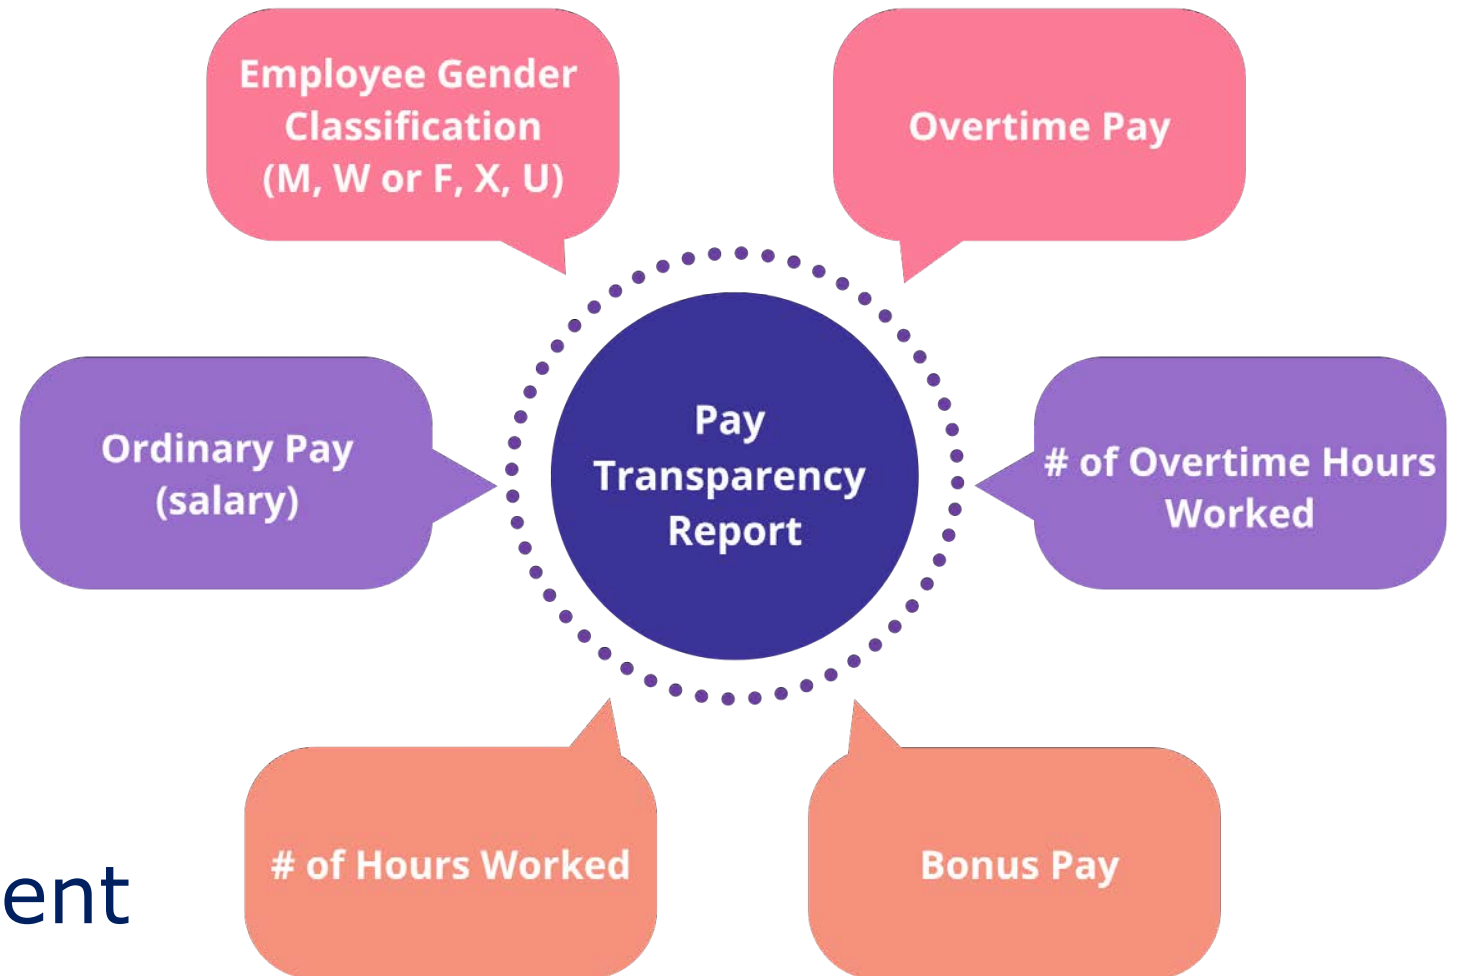 Employee Gender
Classification
(M, W or F, X, U)
Overtime Pay
Ordinary Pay
(salary)
Pay
Transparency
Report
# of Overtime Hours
Worked
# of Hours Worked
Bonus Pay
ent